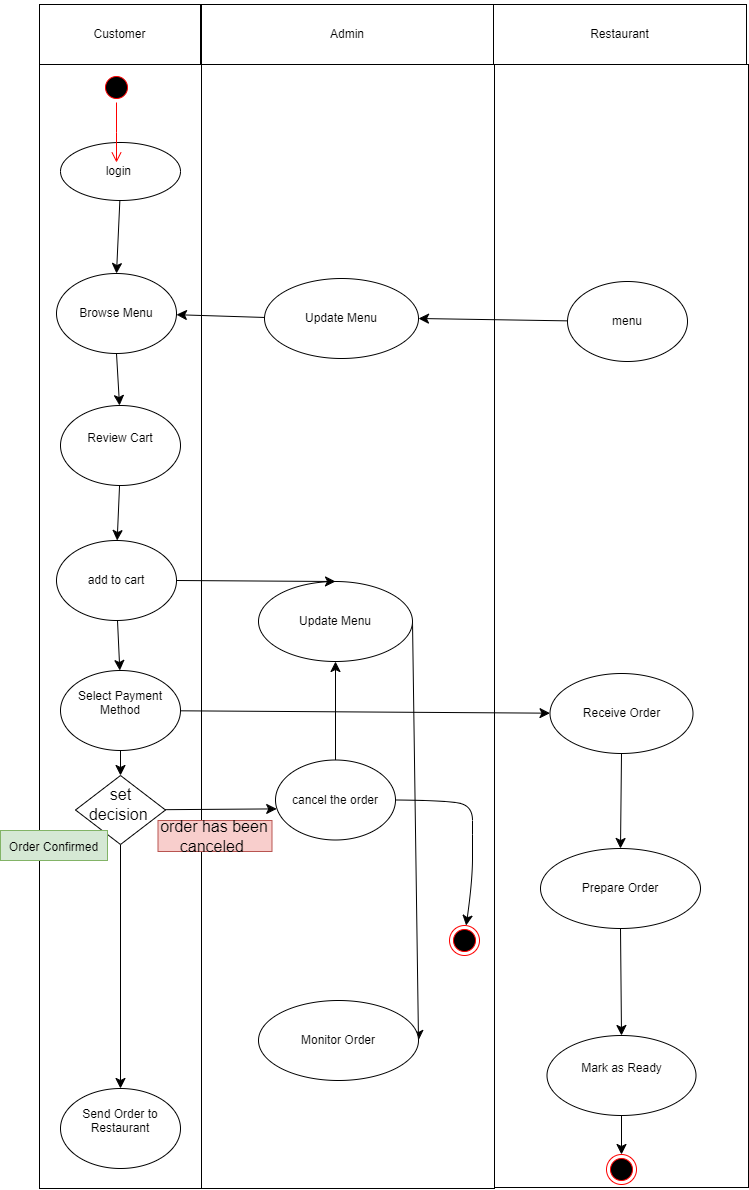 Customer
Admin
Restaurant
login
Browse Menu
Update Menu
menu
Review Cart
add to cart
Update Menu
Select Payment
Method
Receive Order
set
decision
cancel the order
order has been
canceled
Order Confirmed
Prepare Order
Monitor Order
Mark as Ready
Send Order to
Restaurant